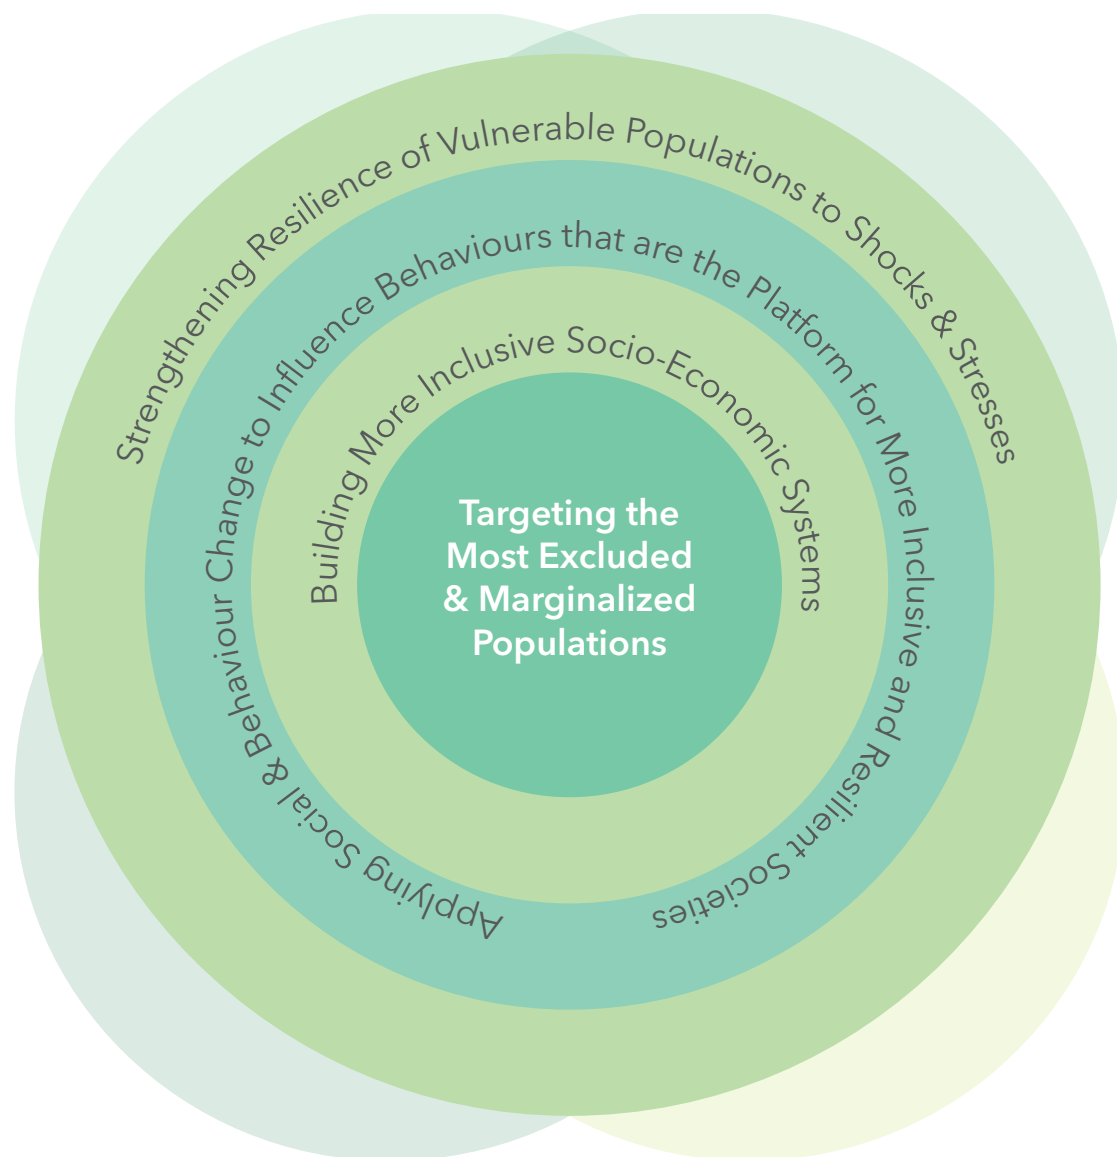 Strengthening Resilience of Vulnerable Populations to Shocks & Stresses
Applying Social & Behaviour Change to Influence Behaviours that are the Platform for More Inclusive and Resilient Societies
Building More Inclusive Socio-Economic Systems
Targeting the
Most Excluded
& Marginalized
Populations